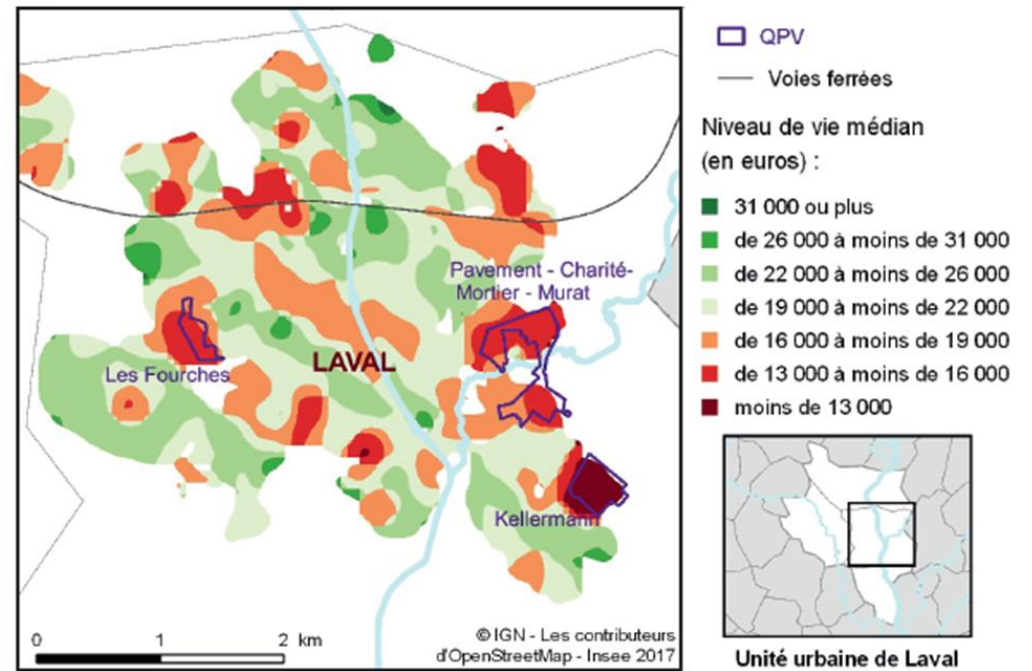 Pavement - Charité-
Mortier - Murat
LAVAL
Les Fourches
Kellermann
0 1 2 km
© IGN - Les contributeurs
d'OpenStreetMap - Insee 2017
QPV
Voies ferrées
Niveau de vie médian
(en euros) :
31 000 ou plus
de 26 000 à moins de 31 000
de 22 000 à moins de 26 000
de 19 000 à moins de 22 000
de 16 000 à moins de 19 000
de 13 000 à moins de 16 000
moins de 13 000
Unité urbaine de Laval